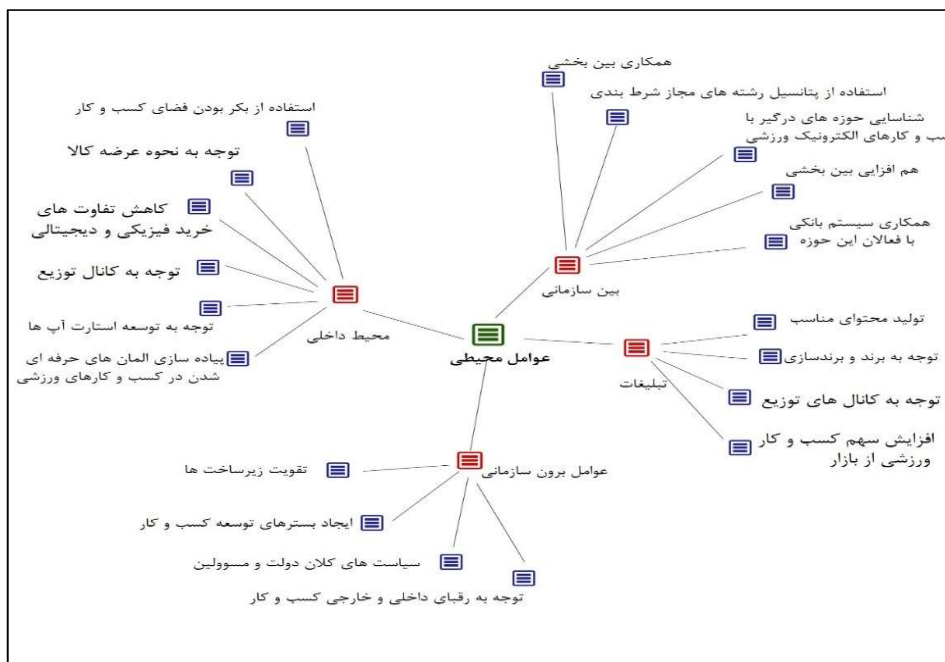 همکاری بین بخشی
استفاده از پتانسیل رشته های مجاز شرط بندی
شناسایی حوزه های درگیر با
سب و کارهای الکترونیک ورزشی
هم افزایی بین بخشی
همکاری سیستم بانکی
با فعالان این حوزه
بین سازمانی
استفاده از بکر بودن فضای کسب و کار
توجه به نحوه عرضه کالا
کاهش تفاوت های
خرید فیزیکی و دیجیتالی
توجه به کانال توزیع
توجه به توسعه استارت آپ ها
پیاده سازی المان های حرفه ای
شدن در کسب و کارهای ورزشی
محیط داخلی
عوامل محیطی
تولید محتوای مناسب
توجه به برند و برندسازی
توجه به کانال های توزیع
افزایش سهم کسب و کار
ورزشی از بازار
تبلیغات
عوامل برون سازمانی
تقویت زیرساخت ها
ایجاد بسترهای توسعه کسب و کار
سیاست های کلان دولت و مسوولین
توجه به رقبای داخلی و خارجی کسب و کار